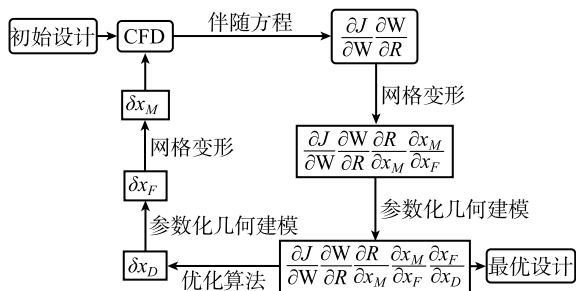 初始设计
CFD
伴随方程
∂J/∂W ∂W/∂R
网格变形
∂J/∂W ∂W/∂R ∂R/∂x_M ∂x_M/∂x_F
参数化几何建模
∂J/∂W ∂W/∂R ∂R/∂x_M ∂x_M/∂x_F ∂x_F/∂x_D
最优设计
优化算法
δx_D
参数化几何建模
δx_F
网格变形
δx_M